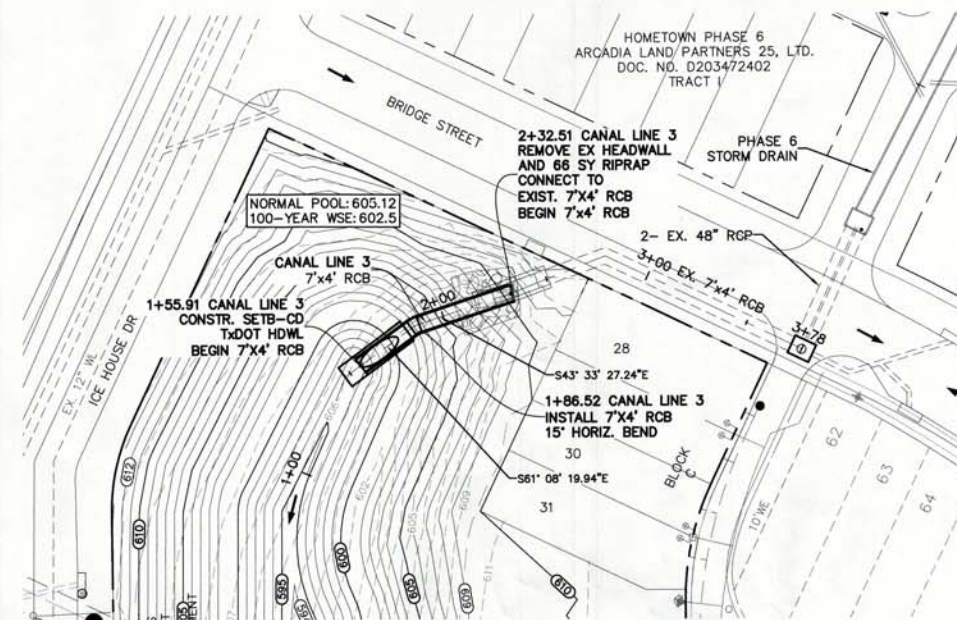 HOMETOWN PHASE 6
ARCADIA LAND PARTNERS 25, LTD.
DOC. NO. D203472402
TRACT I
BRIDGE STREET
2+32.51 CANAL LINE 3
REMOVE EX HEADWALL
AND 66 SY RIPRAP
CONNECT TO
EXIST. 7'X4' RCB
BEGIN 7'x4' RCB
PHASE 6
STORM DRAIN
NORMAL POOL: 605.12
100-YEAR WSE: 602.5
2- EX. 48" RCP
3+00 EX. 7'x4' RCB
3+78
CANAL LINE 3
7'x4' RCB
2+00
1+55.91 CANAL LINE 3
CONSTR. SETB-CD
TxDOT HDWL
BEGIN 7'X4' RCB
EX. 12" WL
ICE HOUSE DR
28
S43° 33' 27.24"E
1+86.52 CANAL LINE 3
INSTALL 7'X4' RCB
15° HORIZ. BEND
30
S61° 08' 19.94"E
31
BLOCK C
10'WE
62
63
64
606
1+00
602
605
609
611
612
610
595
600
605
609
610